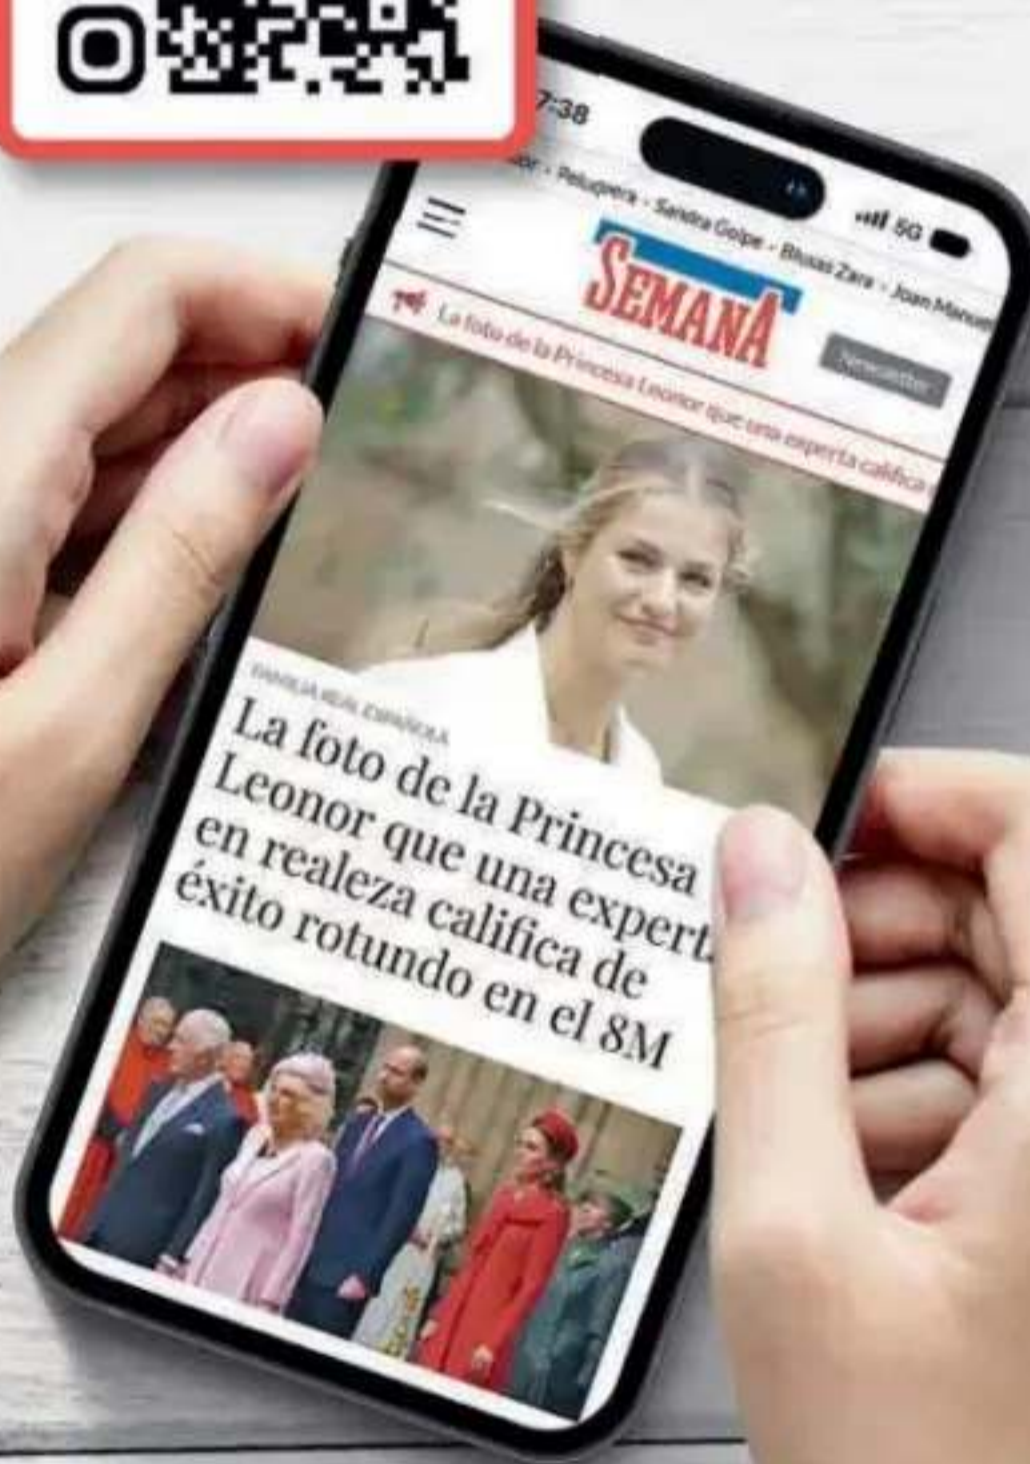 7:38
5G
Pelugpera • Sandra Golpe • Blusas Zara • Joan Manuel
SEMANA
Newsletter
La foto de la Princesa Leonor que una experta califica
FAMILIA REAL ESPAÑOLA
La foto de la Princesa
Leonor que una expert
en realeza califica de
éxito rotundo en el 8M